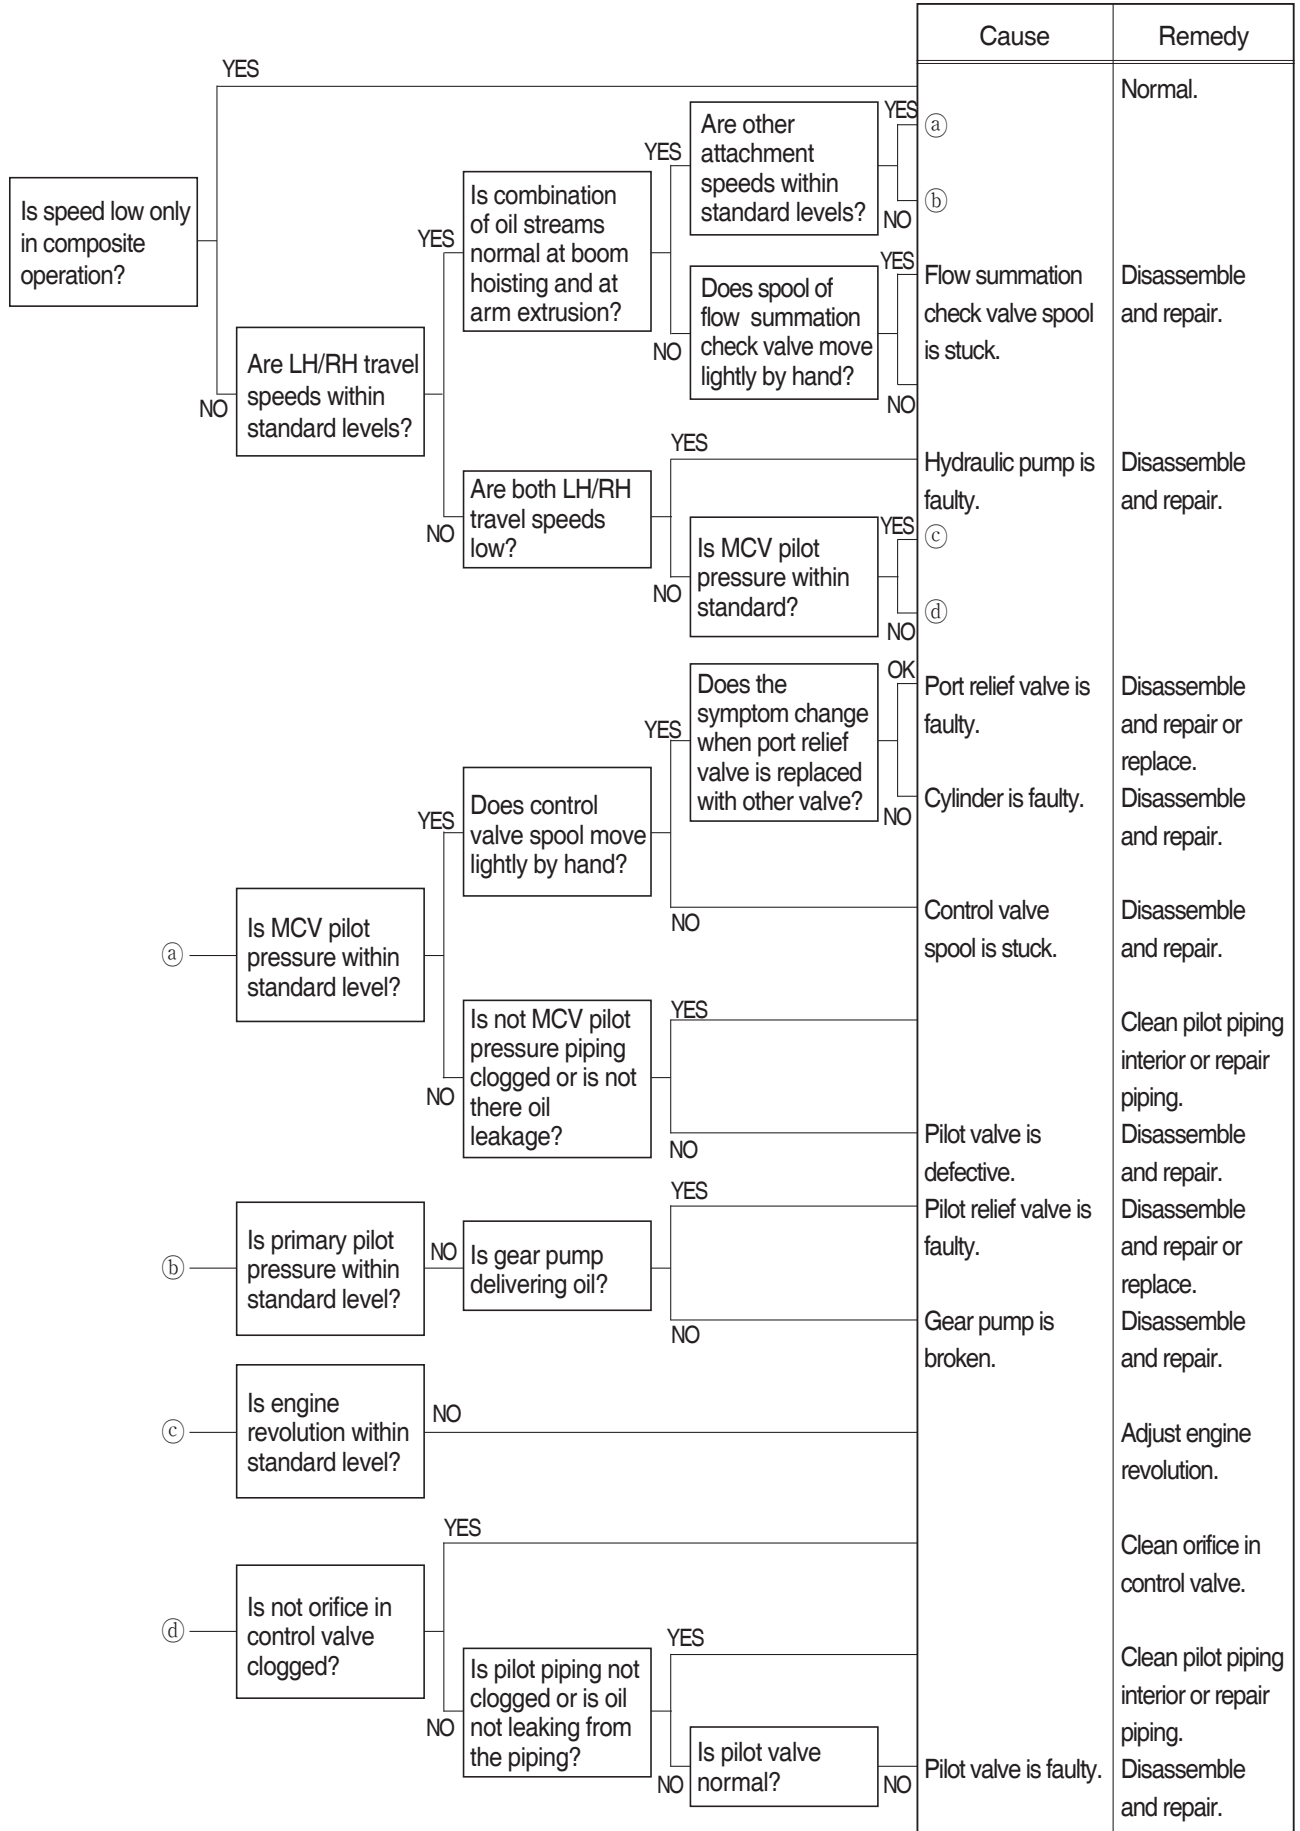 Cause
Remedy
YES
Normal.
Is speed low only
in composite
operation?
NO
Are LH/RH travel
speeds within
standard levels?
YES
Is combination
of oil streams
normal at boom
hoisting and at
arm extrusion?
YES
Are other
attachment
speeds within
standard levels?
YES
ⓐ
NO
ⓑ
NO
Does spool of
flow summation
check valve move
lightly by hand?
YES
Flow summation
check valve spool
is stuck.
Disassemble
and repair.
NO
NO
Are both LH/RH
travel speeds
low?
YES
Hydraulic pump is
faulty.
Disassemble
and repair.
NO
Is MCV pilot
pressure within
standard?
YES
ⓒ
NO
ⓓ
ⓐ
Is MCV pilot
pressure within
standard level?
YES
Does control
valve spool move
lightly by hand?
YES
Does the
symptom change
when port relief
valve is replaced
with other valve?
OK
Port relief valve is
faulty.
Disassemble
and repair or
replace.
NO
Cylinder is faulty.
Disassemble
and repair.
NO
Control valve
spool is stuck.
Disassemble
and repair.
NO
Is not MCV pilot
pressure piping
clogged or is not
there oil
leakage?
YES
Clean pilot piping
interior or repair
piping.
NO
Pilot valve is
defective.
Disassemble
and repair.
ⓑ
Is primary pilot
pressure within
standard level?
NO
Is gear pump
delivering oil?
YES
Pilot relief valve is
faulty.
Disassemble
and repair or
replace.
NO
Gear pump is
broken.
Disassemble
and repair.
ⓒ
Is engine
revolution within
standard level?
NO
Adjust engine
revolution.
ⓓ
Is not orifice in
control valve
clogged?
YES
Clean orifice in
control valve.
NO
Is pilot piping not
clogged or is oil
not leaking from
the piping?
YES
Clean pilot piping
interior or repair
piping.
NO
Is pilot valve
normal?
NO
Pilot valve is faulty.
Disassemble
and repair.